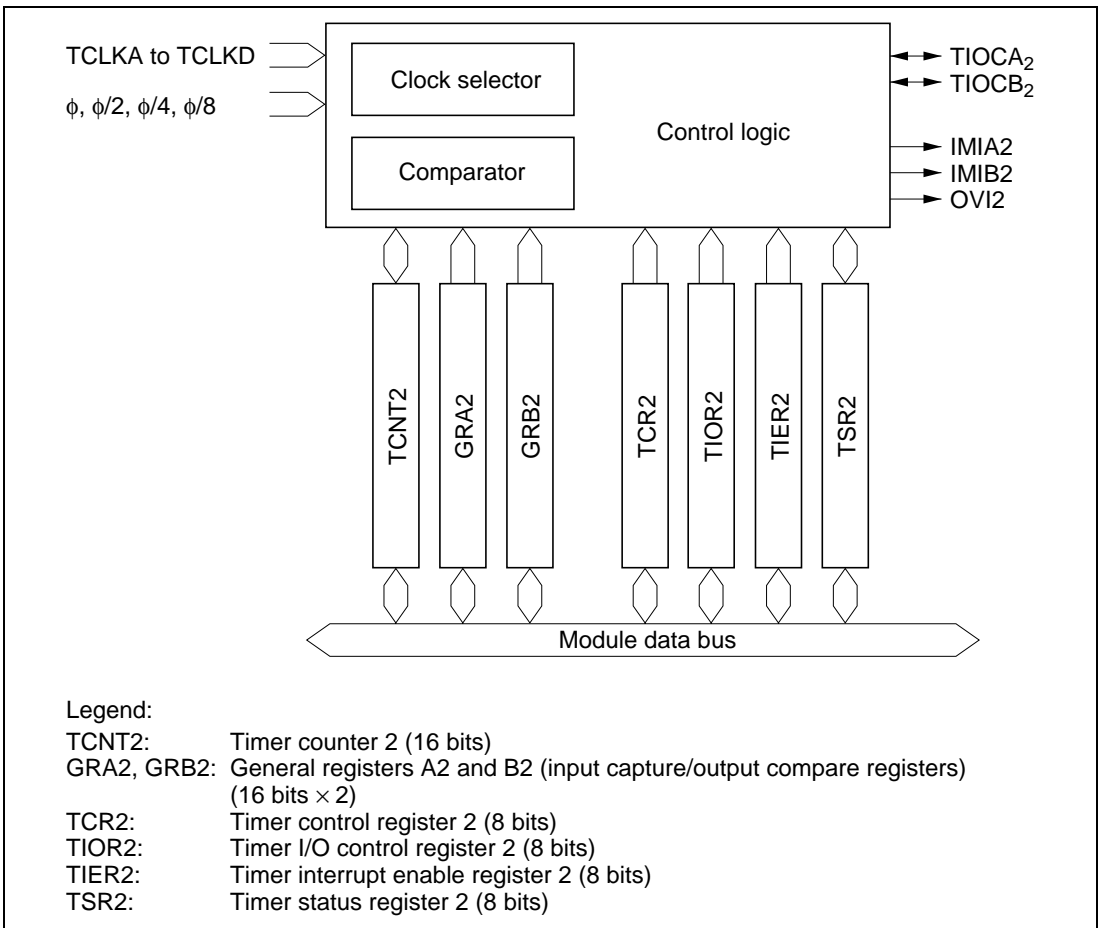 TCLKA to TCLKD
ϕ, ϕ/2, ϕ/4, ϕ/8
Clock selector
Comparator
Control logic
TIOCA₂
TIOCB₂
IMIA2
IMIB2
OVI2
TCNT2
GRA2
GRB2
TCR2
TIOR2
TIER2
TSR2
Module data bus
Legend:
TCNT2: Timer counter 2 (16 bits)
GRA2, GRB2: General registers A2 and B2 (input capture/output compare registers)
(16 bits × 2)
TCR2: Timer control register 2 (8 bits)
TIOR2: Timer I/O control register 2 (8 bits)
TIER2: Timer interrupt enable register 2 (8 bits)
TSR2: Timer status register 2 (8 bits)